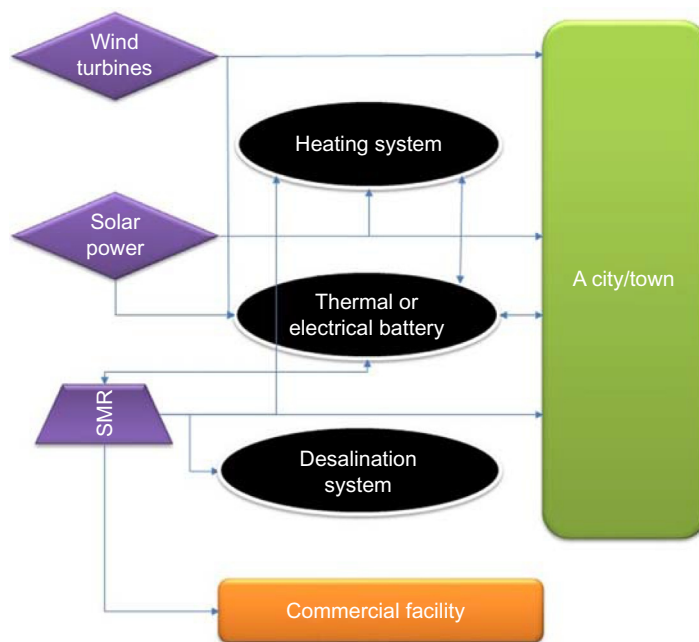 Wind
turbines
Heating system
Solar
power
A city/town
Thermal or
electrical battery
SMR
Desalination
system
Commercial facility